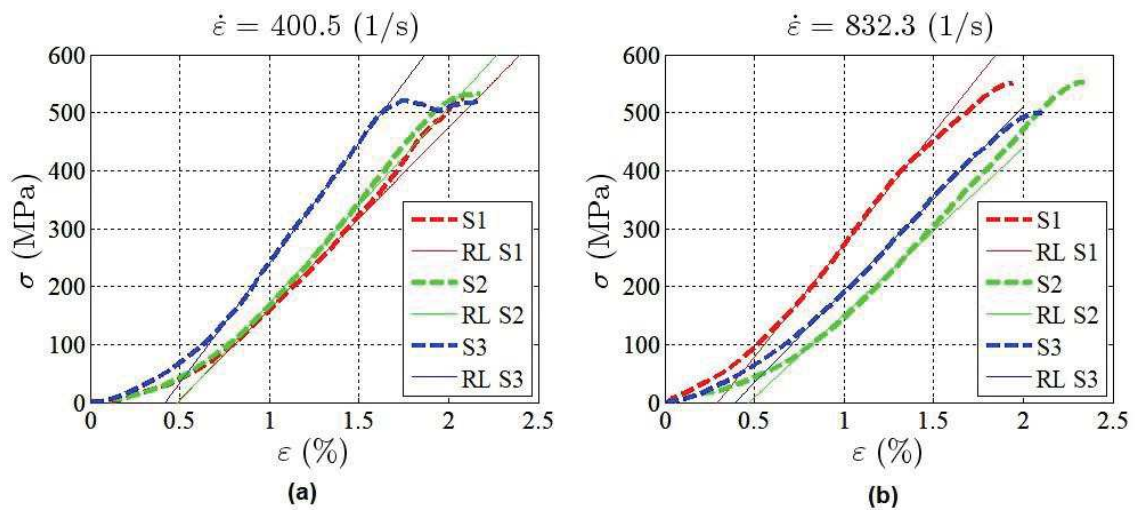 ε̇ = 400.5 (1/s)
600
500
400
300
200
100
0
σ (MPa)
S1
RL S1
S2
RL S2
S3
RL S3
0 0.5 1 1.5 2 2.5
ε (%)
(a)
ε̇ = 832.3 (1/s)
600
500
400
300
200
100
0
σ (MPa)
S1
RL S1
S2
RL S2
S3
RL S3
0 0.5 1 1.5 2 2.5
ε (%)
(b)